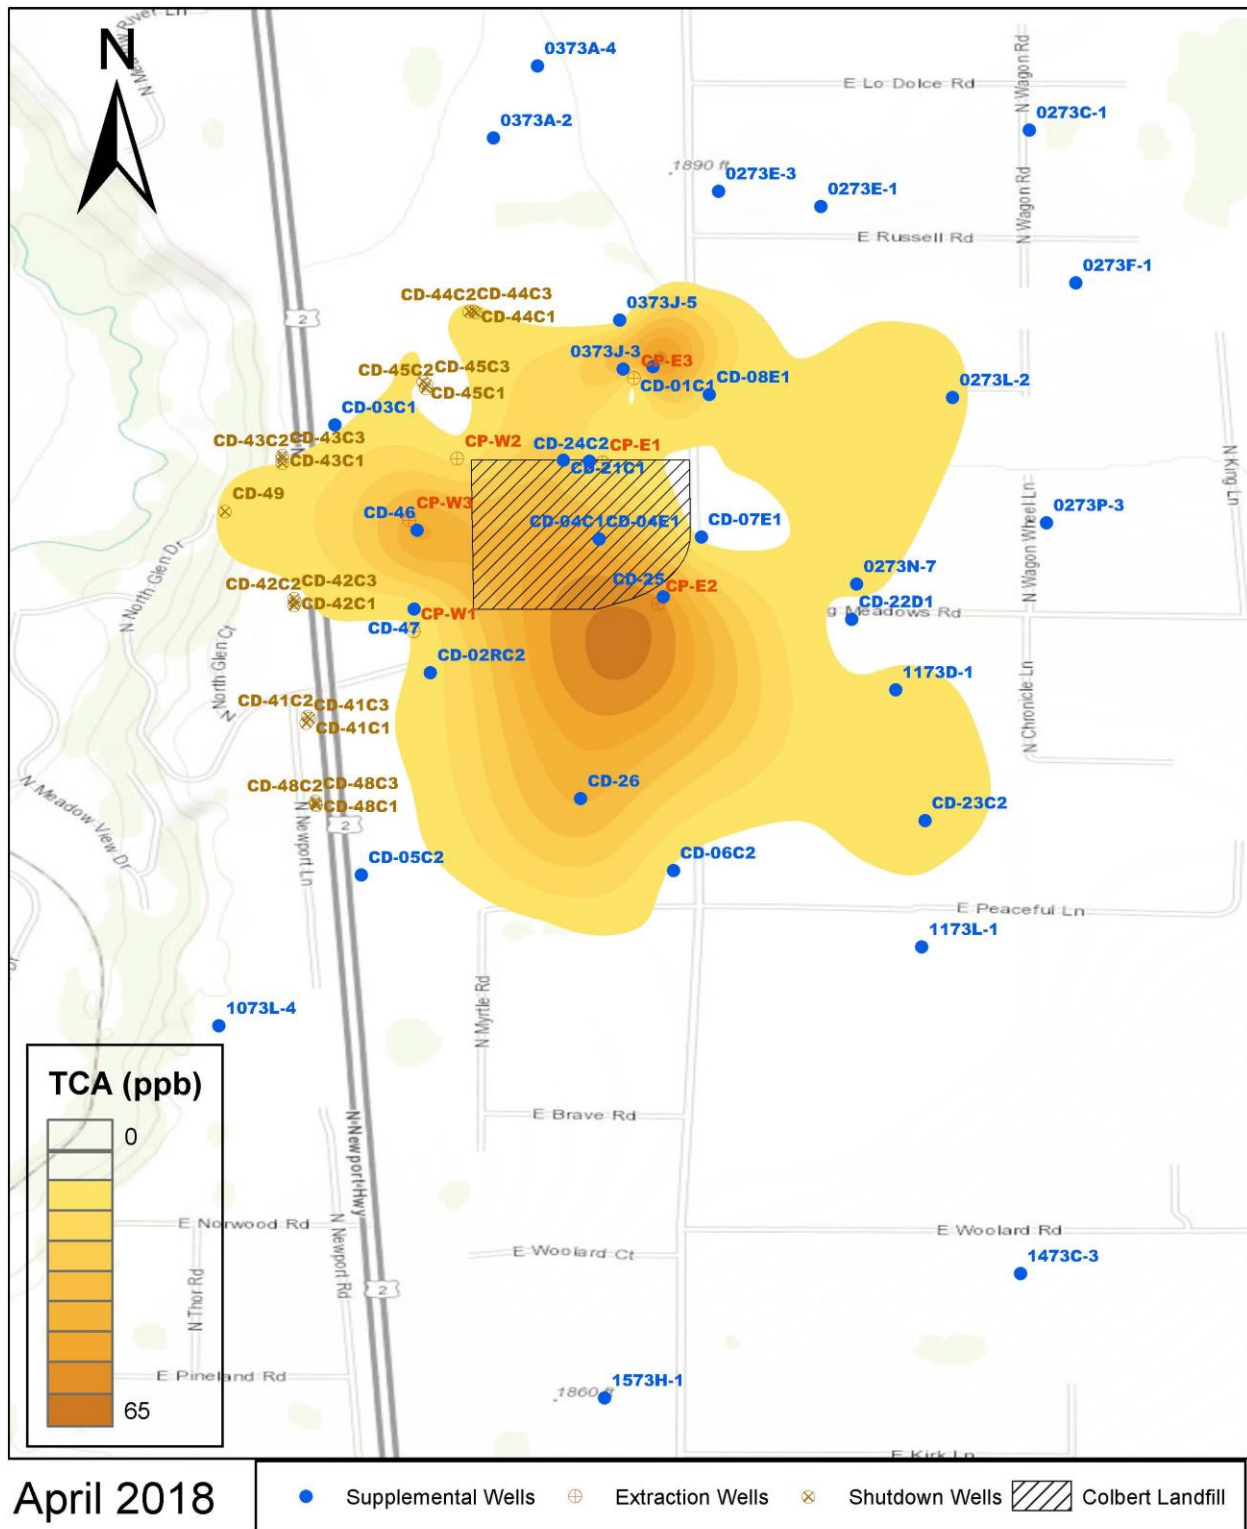 N Meadow River Ln
N
0373A-4
E Lo Dolce Rd
N Wagon Rd
0273C-1
0373A-2
1890 ft
0273E-3
0273E-1
N Wagon Rd
E Russell Rd
0273F-1
CD-44C2 CD-44C3
CD-44C1
2
0373J-5
0373J-3
CP-E3
CD-45C2 CD-45C3
CD-45C1
CD-01C1
CD-08E1
0273L-2
CD-03C1
CD-43C2 CD-43C3
CD-43C1
CP-W2
CD-24C2
CP-E1
CD-21C1
N King Ln
CD-49
CD-46
CP-W3
CD-04C1 CD-04E1
CD-07E1
N Wagon Wheel Ln
0273P-3
N North Glen Dr
CD-42C2 CD-42C3
CD-42C1
CP-W1
CD-47
CD-25
CP-E2
0273N-7
g Meadows Rd
CD-22D1
North Glen Ct
N
CD-02RC2
1173D-1
CD-41C2 CD-41C3
CD-41C1
N Chronicle Ln
N Meadow View Dr
CD-48C2 CD-48C3
CD-48C1
N Newport Ln
2
CD-26
CD-23C2
CD-05C2
CD-06C2
E Peaceful Ln
1173L-1
1073L-4
N Myrtle Rd
TCA (ppb)
0
65
N Newport Hwy
E Brave Rd
E Norwood Rd
N Newport Rd
E Woolard Ct
E Woolard Rd
1473C-3
N Thor Rd
2
E Pineland Rd
1860 ft
1573H-1
E Kirk Ln
April 2018
Supplemental Wells
Extraction Wells
Shutdown Wells
Colbert Landfill